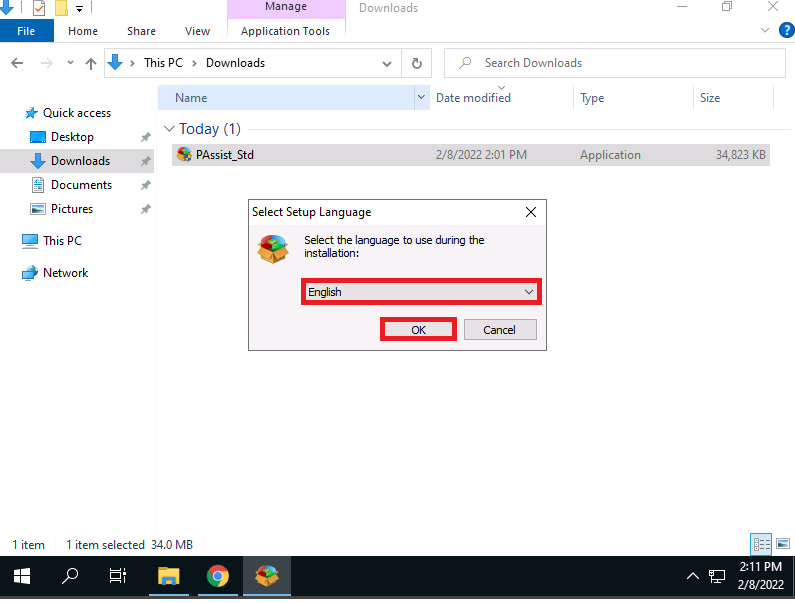 Manage
Downloads
File
Home
Share
View
Application Tools
?
This PC
Downloads
Search Downloads
Name
Date modified
Type
Size
Quick access
Desktop
Downloads
Documents
Pictures
This PC
Network
Today (1)
PAssist_Std
2/8/2022 2:01 PM
Application
34,823 KB
Select Setup Language
Select the language to use during the
installation:
English
OK
Cancel
1 item
1 item selected
34.0 MB
2:11 PM
2/8/2022